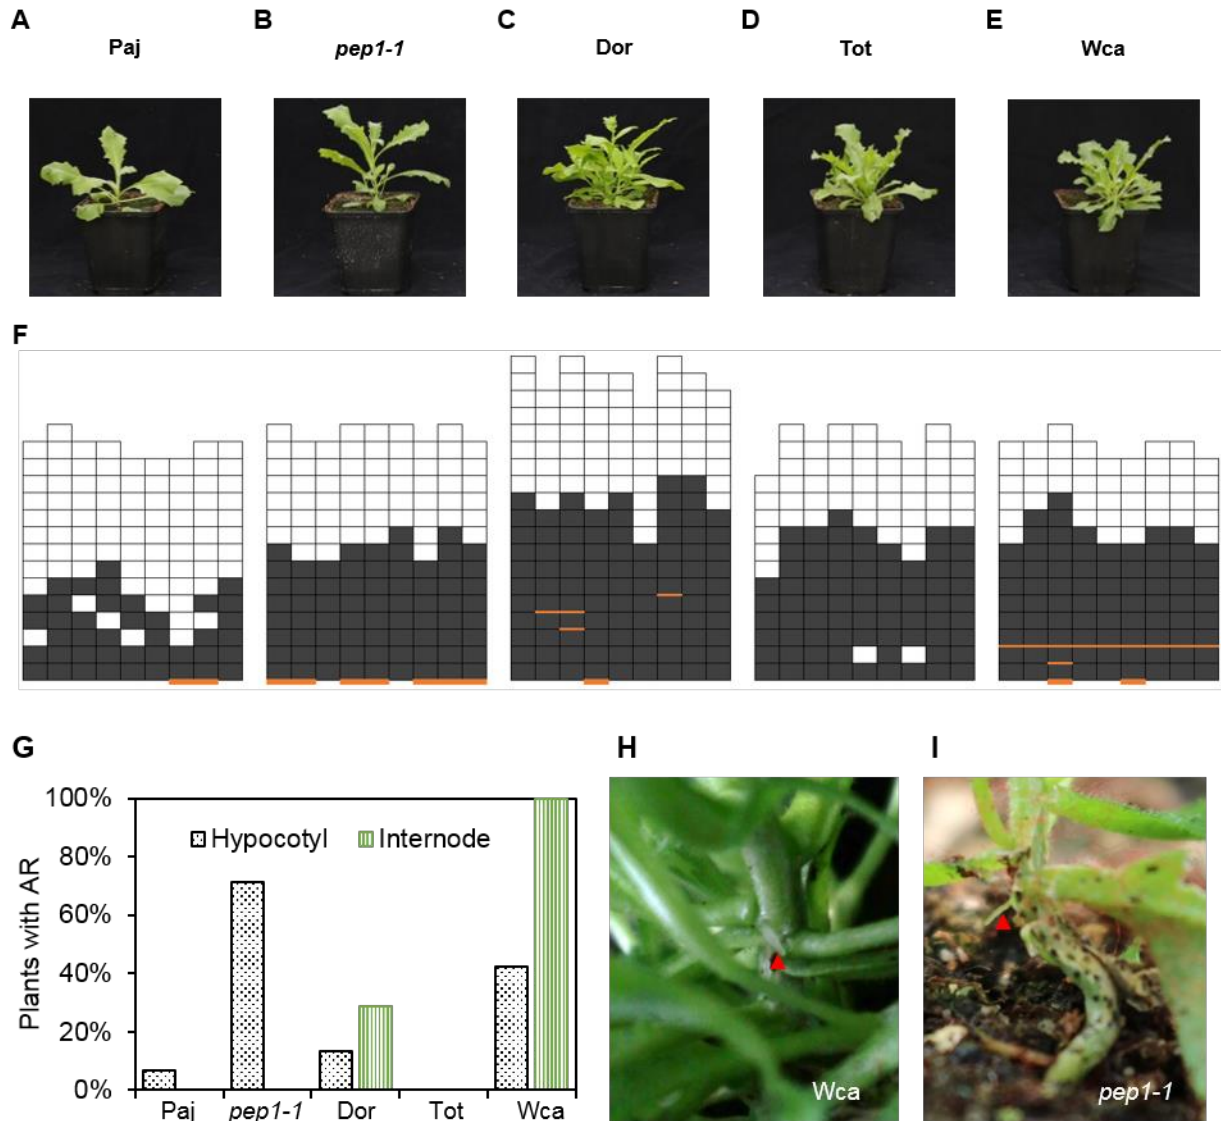 A B C D E
Paj pep1-1 Dor Tot Wca
F
G H I
100%
80%
60%
40%
20%
0%
Plants with AR
Hypocotyl Internode
Paj pep1-1 Dor Tot Wca
Wca
pep1-1